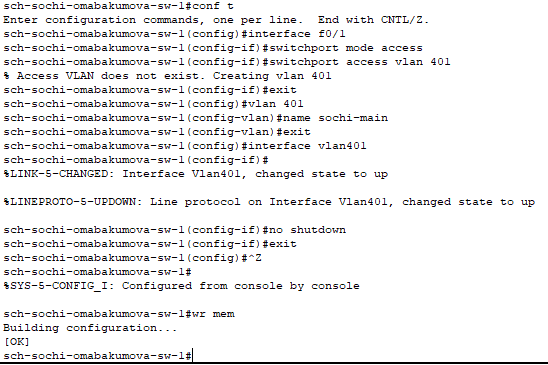 sch-sochi-omabakumova-sw-1#conf t
Enter configuration commands, one per line.  End with CNTL/Z.
sch-sochi-omabakumova-sw-1(config)#interface f0/1
sch-sochi-omabakumova-sw-1(config-if)#switchport mode access
sch-sochi-omabakumova-sw-1(config-if)#switchport access vlan 401
% Access VLAN does not exist. Creating vlan 401
sch-sochi-omabakumova-sw-1(config-if)#exit
sch-sochi-omabakumova-sw-1(config)#vlan 401
sch-sochi-omabakumova-sw-1(config-vlan)#name sochi-main
sch-sochi-omabakumova-sw-1(config-vlan)#exit
sch-sochi-omabakumova-sw-1(config)#interface vlan401
sch-sochi-omabakumova-sw-1(config-if)#
%LINK-5-CHANGED: Interface Vlan401, changed state to up
%LINEPROTO-5-UPDOWN: Line protocol on Interface Vlan401, changed state to up
sch-sochi-omabakumova-sw-1(config-if)#no shutdown
sch-sochi-omabakumova-sw-1(config-if)#exit
sch-sochi-omabakumova-sw-1(config)#^Z
sch-sochi-omabakumova-sw-1#
%SYS-5-CONFIG_I: Configured from console by console
sch-sochi-omabakumova-sw-1#wr mem
Building configuration...
[OK]
sch-sochi-omabakumova-sw-1#